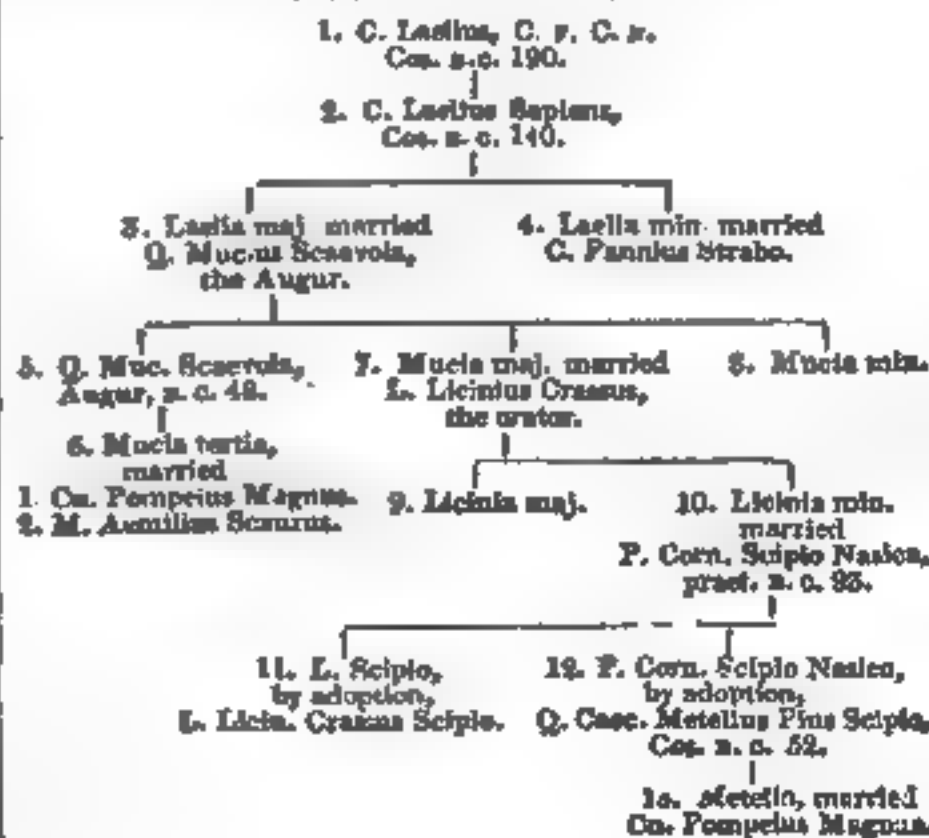 1. C. Laelius, C. F. C. N.
Cos. B.C. 190.
2. C. Laelius Sapiens,
Cos. B. C. 140.
3. Laelia maj. married
Q. Mucius Scaevola,
the Augur.
4. Laelia min. married
C. Fannius Strabo.
5. Q. Muc. Scaevola,
Augur, B. C. 49.
7. Mucia maj. married
L. Licinius Crassus,
the orator.
8. Mucia min.
6. Mucia tertia,
married
1. Cn. Pompeius Magnus.
2. M. Aemilius Scaurus.
9. Licinia maj.
10. Licinia min.
married
P. Corn. Scipio Nasica,
praet. B. C. 93.
11. L. Scipio,
by adoption,
L. Licin. Crassus Scipio.
12. P. Corn. Scipio Nasica,
by adoption,
Q. Caec. Metellus Pius Scipio,
Cos. B. C. 52.
Metella, married
Cn. Pompeius Magnus.